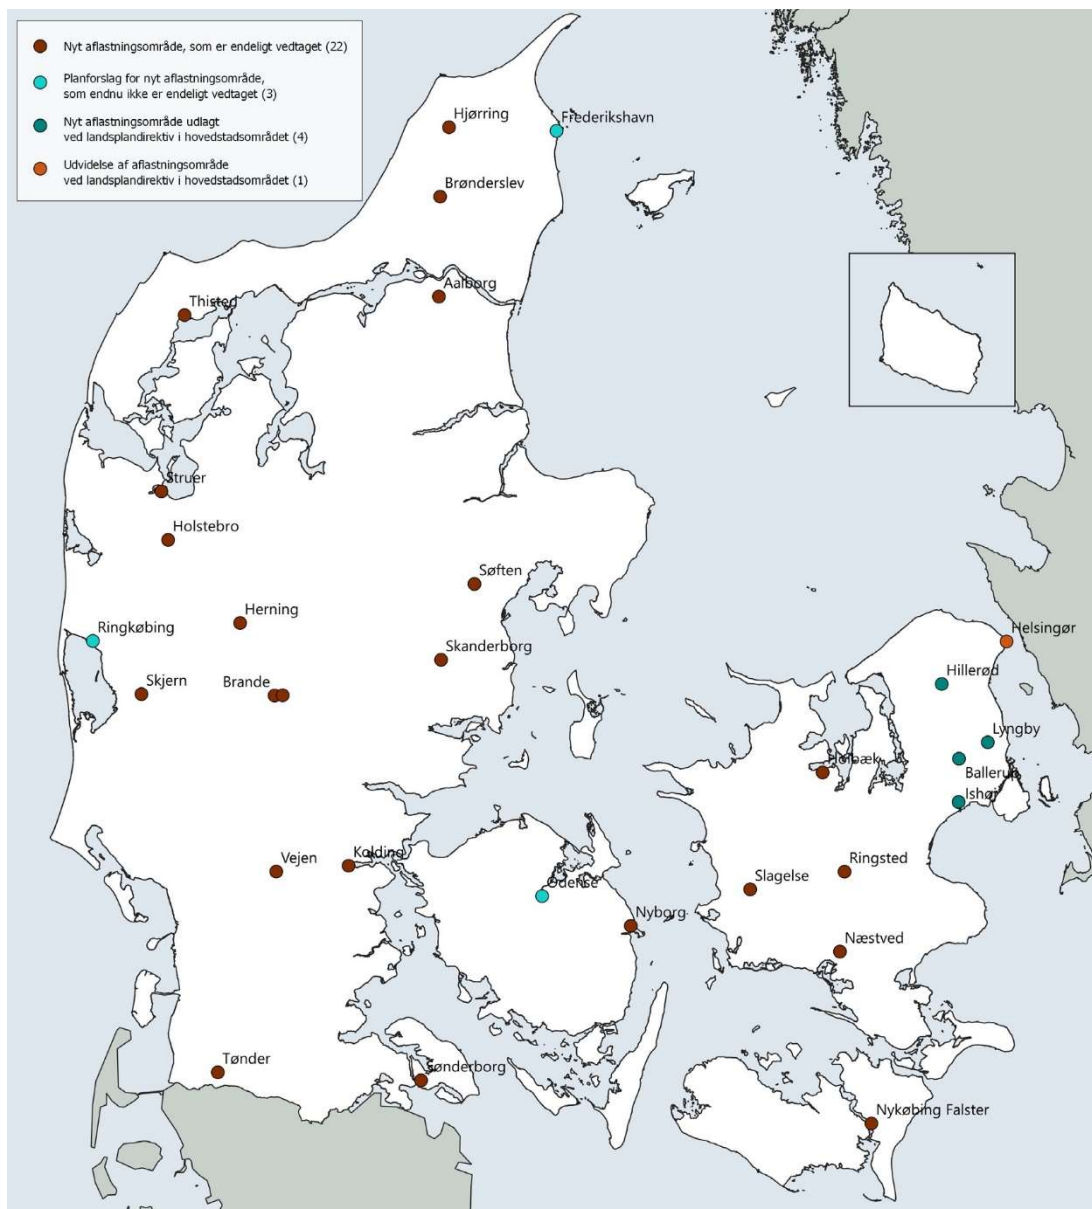 Nyt aflastningsområde, som er endeligt vedtaget (22)
Planforslag for nyt aflastningsområde,
som endnu ikke er endeligt vedtaget (3)
Nyt aflastningsområde udlagt
ved landsplandirektiv i hovedstadsområdet (4)
Udvidelse af aflastningsområde
ved landsplandirektiv i hovedstadsområdet (1)
Hjørring
Frederikshavn
Brønderslev
Aalborg
Thisted
Struer
Holstebro
Søften
Herning
Ringkøbing
Helsingør
Skanderborg
Hillerød
Skjern
Brande
Lyngby
Holbæk
Ballerup
Ishøj
Vejen
Kolding
Ringsted
Odense
Slagelse
Nyborg
Næstved
Tønder
Sønderborg
Nykøbing Falster